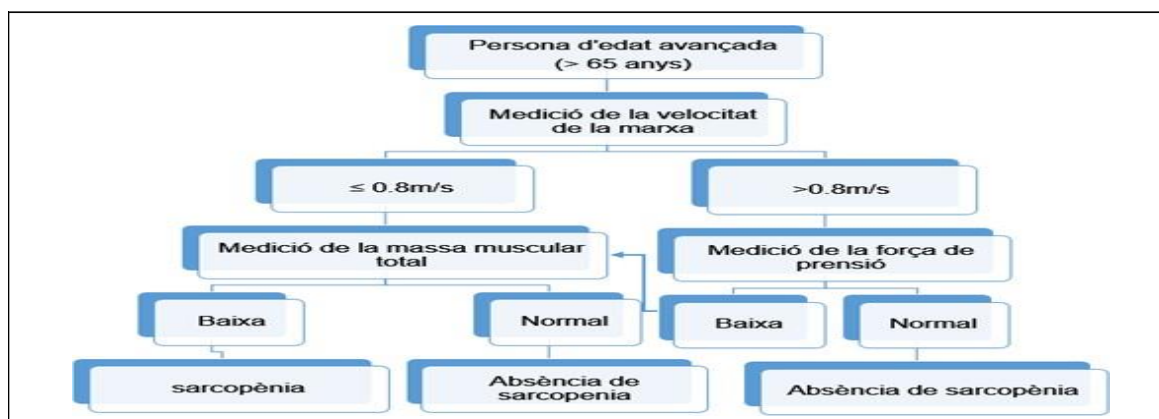 Persona d'edat avançada
(> 65 anys)
Medició de la velocitat
de la marxa
≤ 0.8m/s
>0.8m/s
Medició de la massa muscular
total
Medició de la força de
prensió
Baixa
Normal
Baixa
Normal
sarcopènia
Absència de
sarcopenia
Absència de sarcopènia